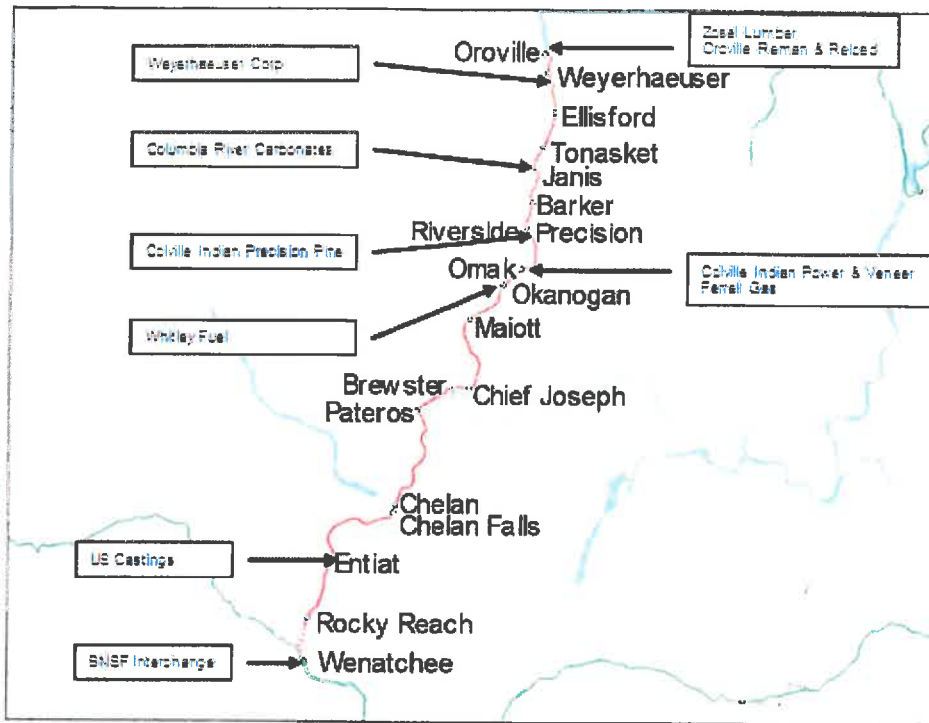 Zosel Lumber
Oroville Reman & Reload
Oroville
Weyerhaeuser Corp
Weyerhaeuser
Ellisford
Columbia River Carbonates
Tonasket
Janis
Barker
Riverside
Precision
Colville Indian Precision Pine
Omak
Colville Indian Power & Veneer
Ferrell Gas
Okanogan
Maiott
Whitley Fuel
Brewster
Chief Joseph
Pateros
Chelan
Chelan Falls
US Castings
Entiat
Rocky Reach
BNSF Interchange
Wenatchee